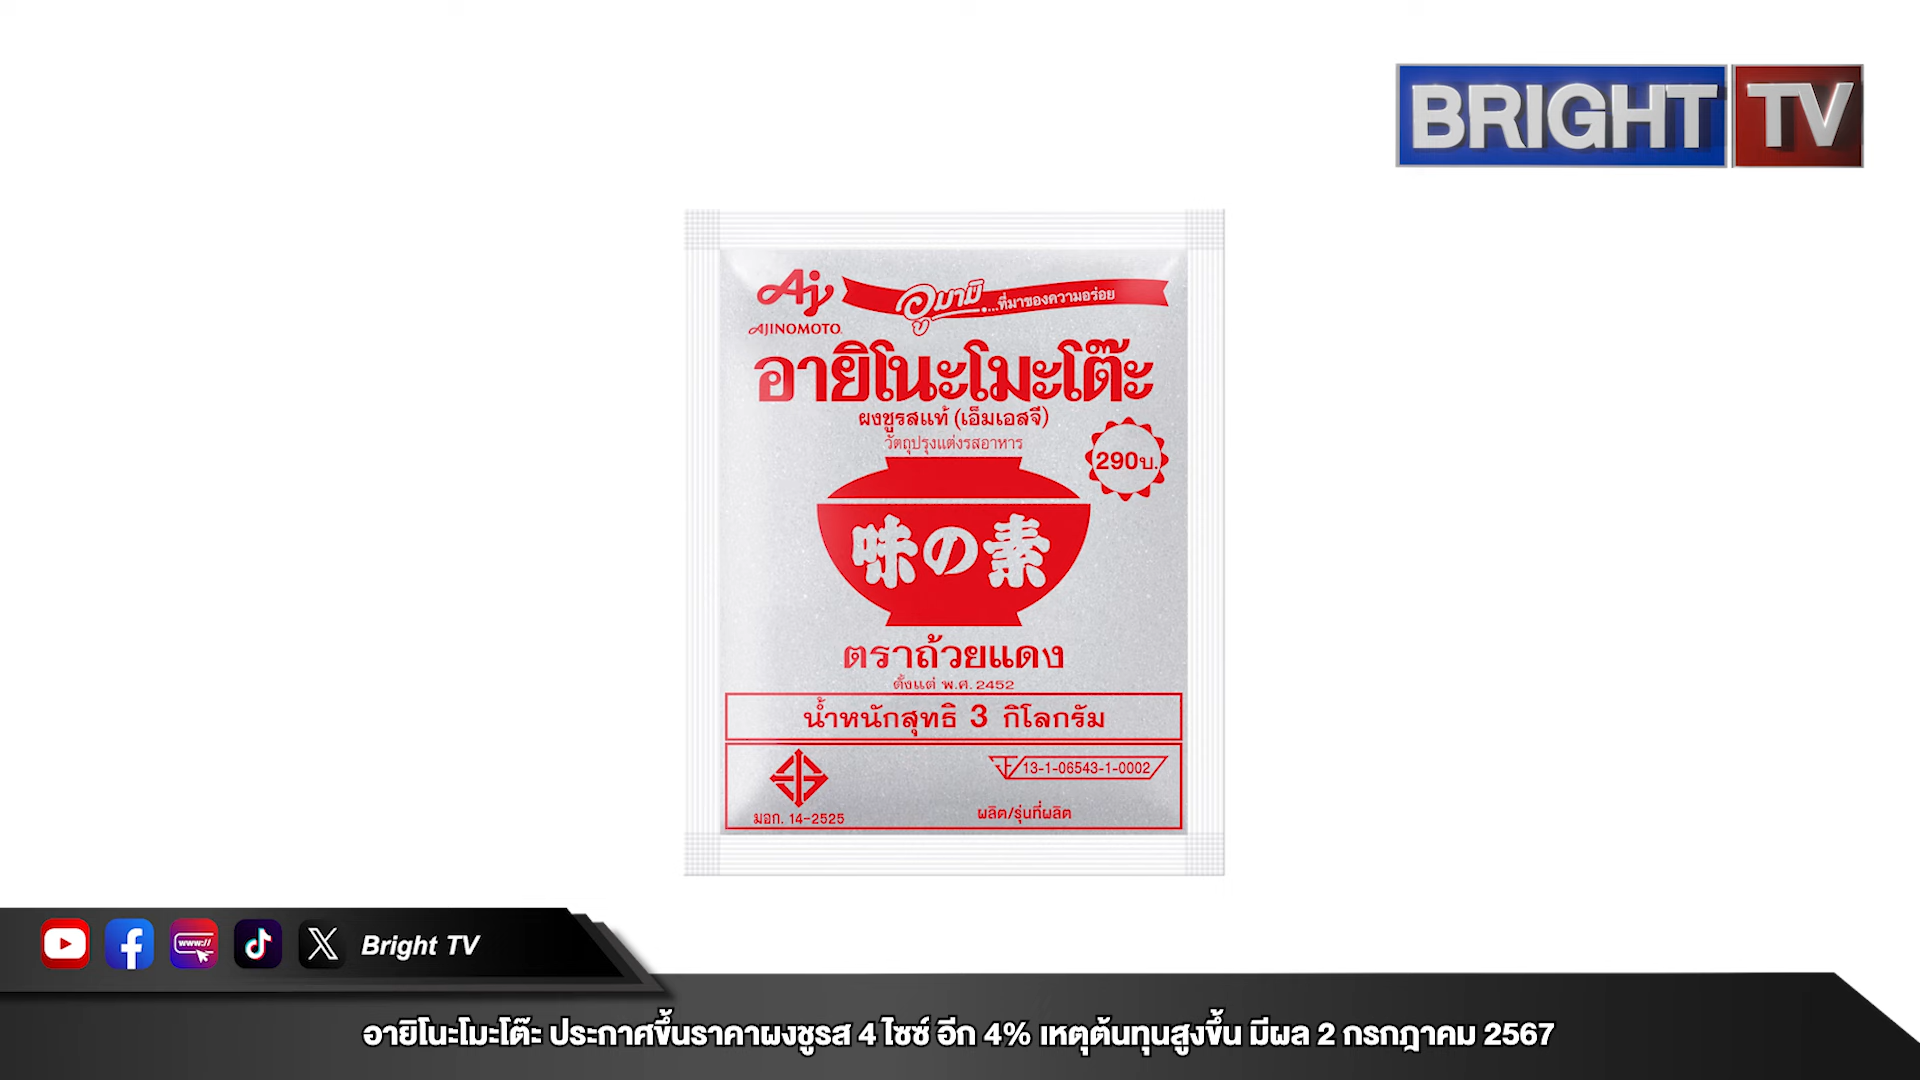 BRIGHT TV
Aj
AJINOMOTO
อูมามิ ...ที่มาของความอร่อย
อายิโนะโมะโต๊ะ
ผงชูรสแท้ (เอ็มเอสจี)
วัตถุปรุงแต่งรสอาหาร
290บ.
味の素
ตราถ้วยแดง
ตั้งแต่ พ.ศ. 2452
น้ำหนักสุทธิ 3 กิโลกรัม
13-1-06543-1-0002
มอก. 14-2525
ผลิต/รุ่นที่ผลิต
www://
Bright TV
อายิโนะโมะโต๊ะ ประกาศขึ้นราคาผงชูรส 4 ไซซ์ อีก 4% เหตุต้นทุนสูงขึ้น มีผล 2 กรกฎาคม 2567